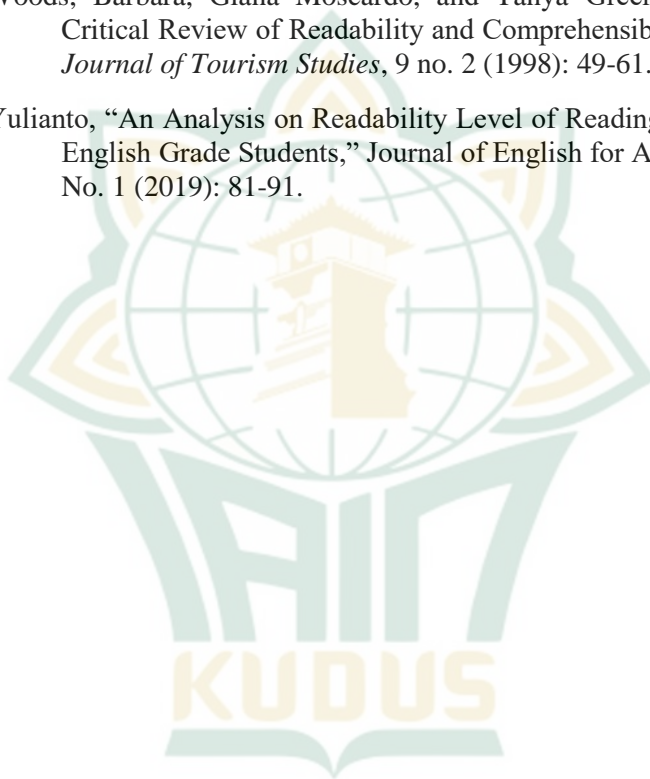 Woods, Barbara, Giana Moscardo, and Tanya Green
Critical Review of Readability and Comprehensib
Journal of Tourism Studies, 9 no. 2 (1998): 49-61.
Yulianto, “An Analysis on Readability Level of Reading
English Grade Students,” Journal of English for A
No. 1 (2019): 81-91.
IAIN
KUDUS